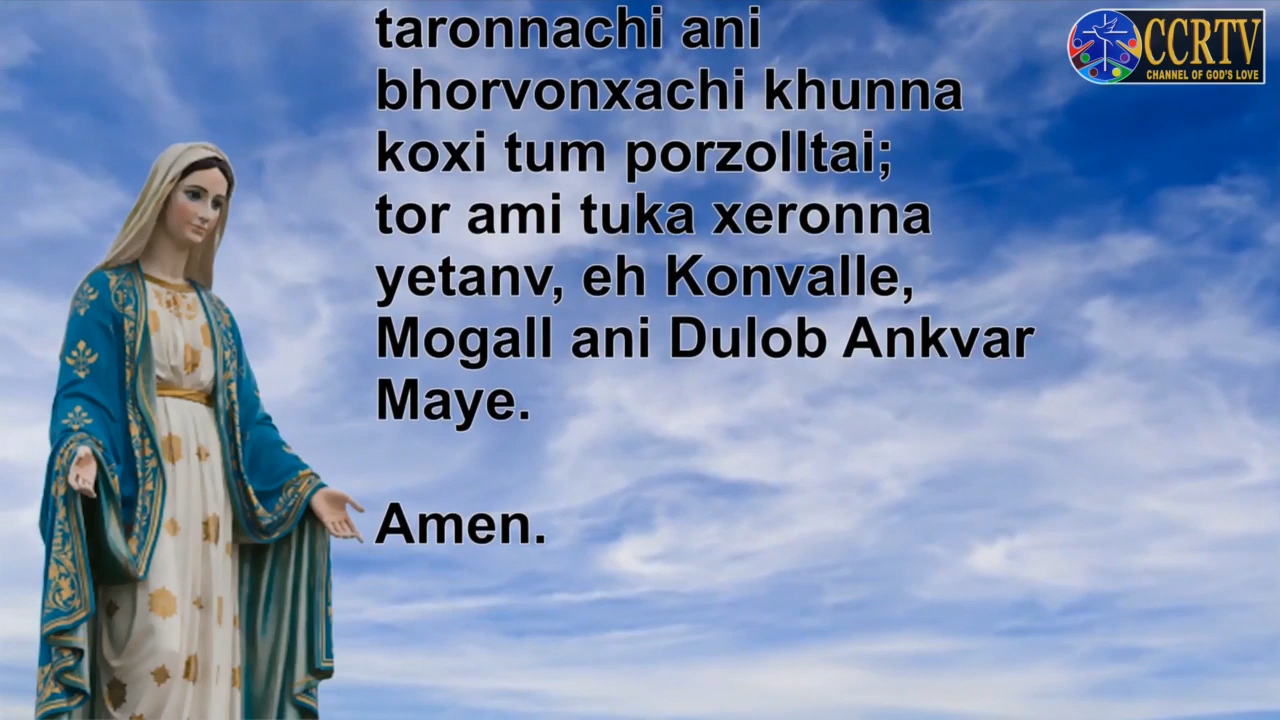 taronnachi ani
bhorvonxachi khunna
koxi tum porzolltai;
tor ami tuka xeronna
yetanv, eh Konvalle,
Mogall ani Dulob Ankvar
Maye.
Amen.
CCRTV
CHANNEL OF GOD'S LOVE